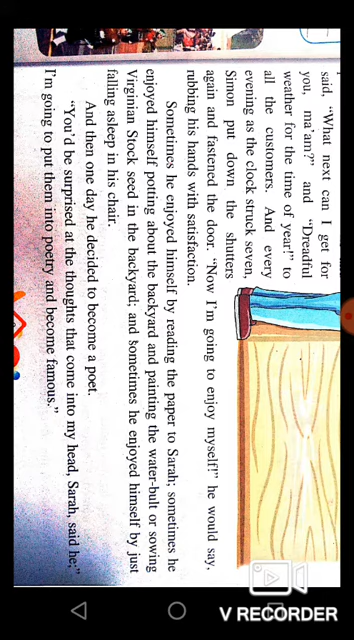 said, "What next can I get for
you, ma'am?" and "Dreadful
weather for the time of year!" to
all the customers. And every
evening as the clock struck seven,
Simon put down the shutters
again and fastened the door. "Now I'm going to enjoy myself!" he would say,
rubbing his hands with satisfaction.
Sometimes he enjoyed himself by reading the paper to Sarah; sometimes he
enjoyed himself potting about the backyard and painting the water-bult or sowing
Virginian Stock seed in the backyard; and sometimes he enjoyed himself by just
falling asleep in his chair.
And then one day he decided to become a poet.
"You'd be surprised at the thoughts that come into my head, Sarah, said he;"
I'm going to put them into poetry and become famous."
V RECORDER